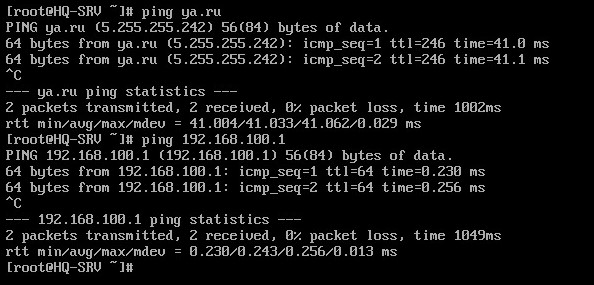 [root@HQ-SRV ~]# ping ya.ru
PING ya.ru (5.255.255.242) 56(84) bytes of data.
64 bytes from ya.ru (5.255.255.242): icmp_seq=1 ttl=246 time=41.0 ms
64 bytes from ya.ru (5.255.255.242): icmp_seq=2 ttl=246 time=41.1 ms
^C
--- ya.ru ping statistics ---
2 packets transmitted, 2 received, 0% packet loss, time 1002ms
rtt min/avg/max/mdev = 41.004/41.033/41.062/0.029 ms
[root@HQ-SRV ~]# ping 192.168.100.1
PING 192.168.100.1 (192.168.100.1) 56(84) bytes of data.
64 bytes from 192.168.100.1: icmp_seq=1 ttl=64 time=0.230 ms
64 bytes from 192.168.100.1: icmp_seq=2 ttl=64 time=0.256 ms
^C
--- 192.168.100.1 ping statistics ---
2 packets transmitted, 2 received, 0% packet loss, time 1049ms
rtt min/avg/max/mdev = 0.230/0.243/0.256/0.013 ms
[root@HQ-SRV ~]#